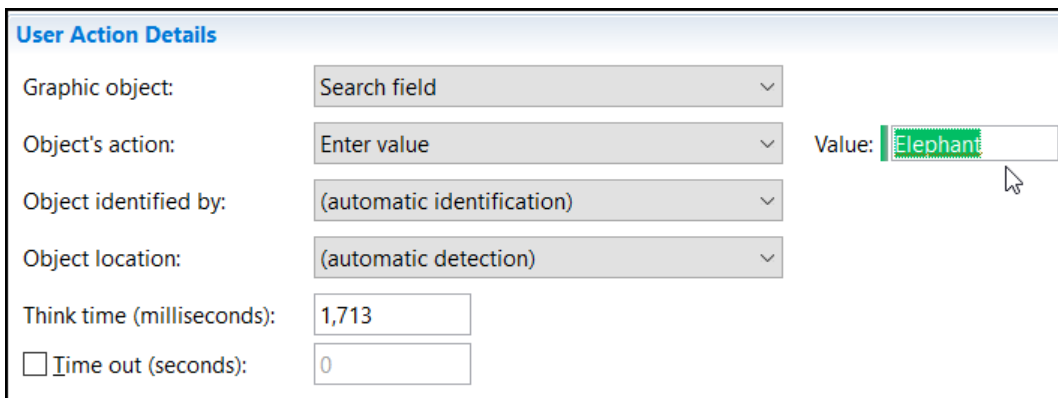 User Action Details
Graphic object: Search field
Object's action: Enter value Value: Elephant
Object identified by: (automatic identification)
Object location: (automatic detection)
Think time (milliseconds): 1,713
Time out (seconds): 0